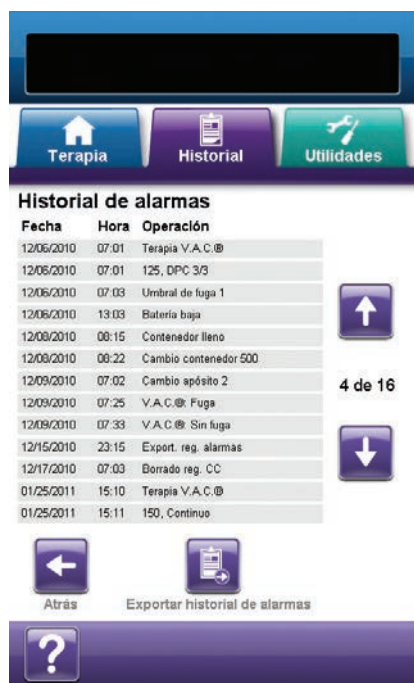 Terapia Historial Utilidades
Historial de alarmas
Fecha Hora Operación
12/06/2010 07:01 Terapia V.A.C.®
12/06/2010 07:01 125, DPC 3/3
12/06/2010 07:03 Umbral de fuga 1
12/06/2010 13:03 Batería baja
12/08/2010 08:15 Contenedor lleno
12/08/2010 08:22 Cambio contenedor 500
12/09/2010 07:02 Cambio apósito 2
12/09/2010 07:25 V.A.C.®: Fuga
12/09/2010 07:33 V.A.C.®: Sin fuga
12/15/2010 23:15 Export. reg. alarmas
12/17/2010 07:03 Borrado reg. CC
01/25/2011 15:10 Terapia V.A.C.®
01/25/2011 15:11 150, Continuo
4 de 16
Atrás Exportar historial de alarmas
?